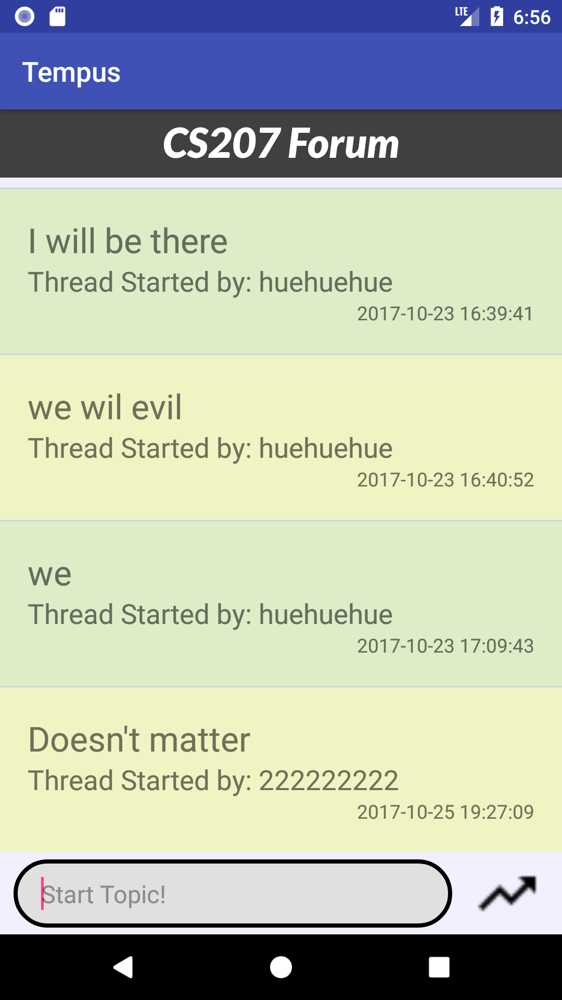 LTE 6:56
Tempus
CS207 Forum
I will be there
Thread Started by: huehuehue
2017-10-23 16:39:41
we wil evil
Thread Started by: huehuehue
2017-10-23 16:40:52
we
Thread Started by: huehuehue
2017-10-23 17:09:43
Doesn't matter
Thread Started by: 222222222
2017-10-25 19:27:09
Start Topic!